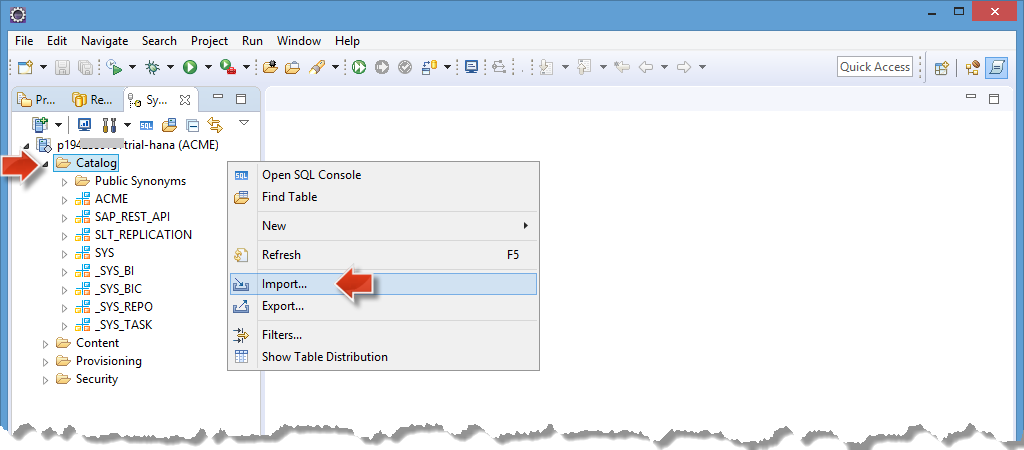 File Edit Navigate Search Project Run Window Help
Quick Access
Pr... Re... Sy...
SQL
trial-hana (ACME)
Catalog
Public Synonyms
ACME
SAP_REST_API
SLT_REPLICATION
SYS
_SYS_BI
_SYS_BIC
_SYS_REPO
_SYS_TASK
Content
Provisioning
Security
SQL Open SQL Console
Find Table
New
Refresh F5
Import...
Export...
Filters...
Show Table Distribution